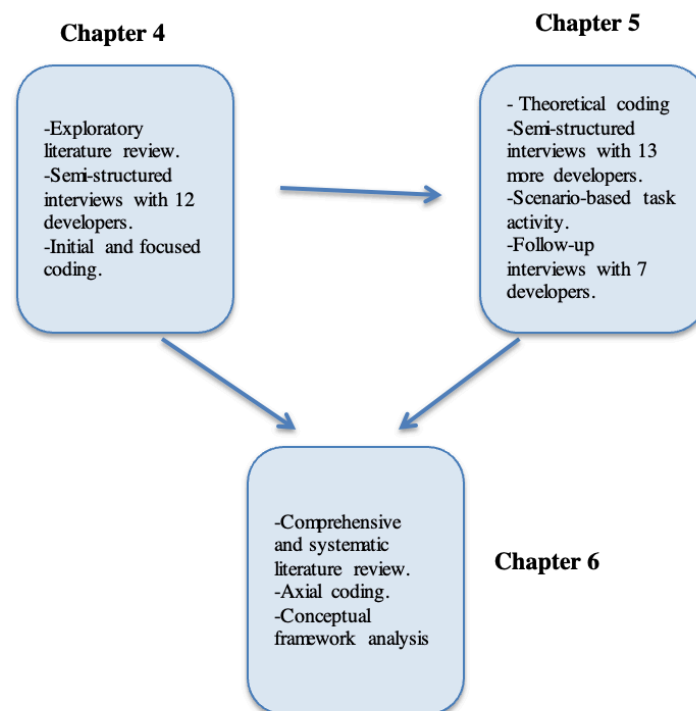 Chapter 4
-Exploratory
literature review.
-Semi-structured
interviews with 12
developers.
-Initial and focused
coding.
Chapter 5
- Theoretical coding
-Semi-structured
interviews with 13
more developers.
-Scenario-based task
activity.
-Follow-up
interviews with 7
developers.
-Comprehensive
and systematic
literature review.
-Axial coding.
-Conceptual
framework analysis
Chapter 6